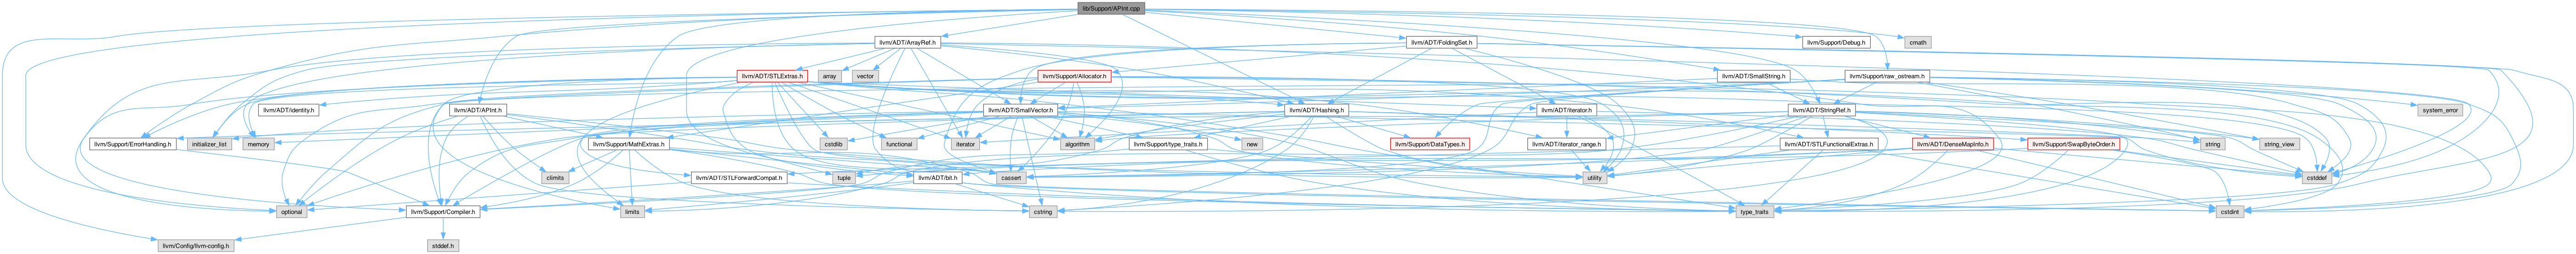 lib/Support/APInt.cpp
llvm/ADT/ArrayRef.h
llvm/ADT/FoldingSet.h
llvm/Support/Debug.h
cmath
llvm/ADT/STLExtras.h
array
vector
llvm/Support/Allocator.h
llvm/ADT/SmallString.h
llvm/Support/raw_ostream.h
llvm/ADT/identity.h
llvm/ADT/APInt.h
llvm/ADT/SmallVector.h
llvm/ADT/Hashing.h
llvm/ADT/iterator.h
llvm/ADT/StringRef.h
system_error
llvm/Support/ErrorHandling.h
initializer_list
memory
llvm/Support/MathExtras.h
cstdlib
functional
iterator
algorithm
llvm/Support/type_traits.h
new
llvm/Support/DataTypes.h
llvm/ADT/iterator_range.h
llvm/ADT/STLFunctionalExtras.h
llvm/ADT/DenseMapInfo.h
llvm/Support/SwapByteOrder.h
string
string_view
climits
llvm/ADT/STLForwardCompat.h
tuple
llvm/ADT/bit.h
cassert
utility
cstddef
optional
llvm/Support/Compiler.h
limits
cstring
type_traits
cstdint
llvm/Config/llvm-config.h
stddef.h